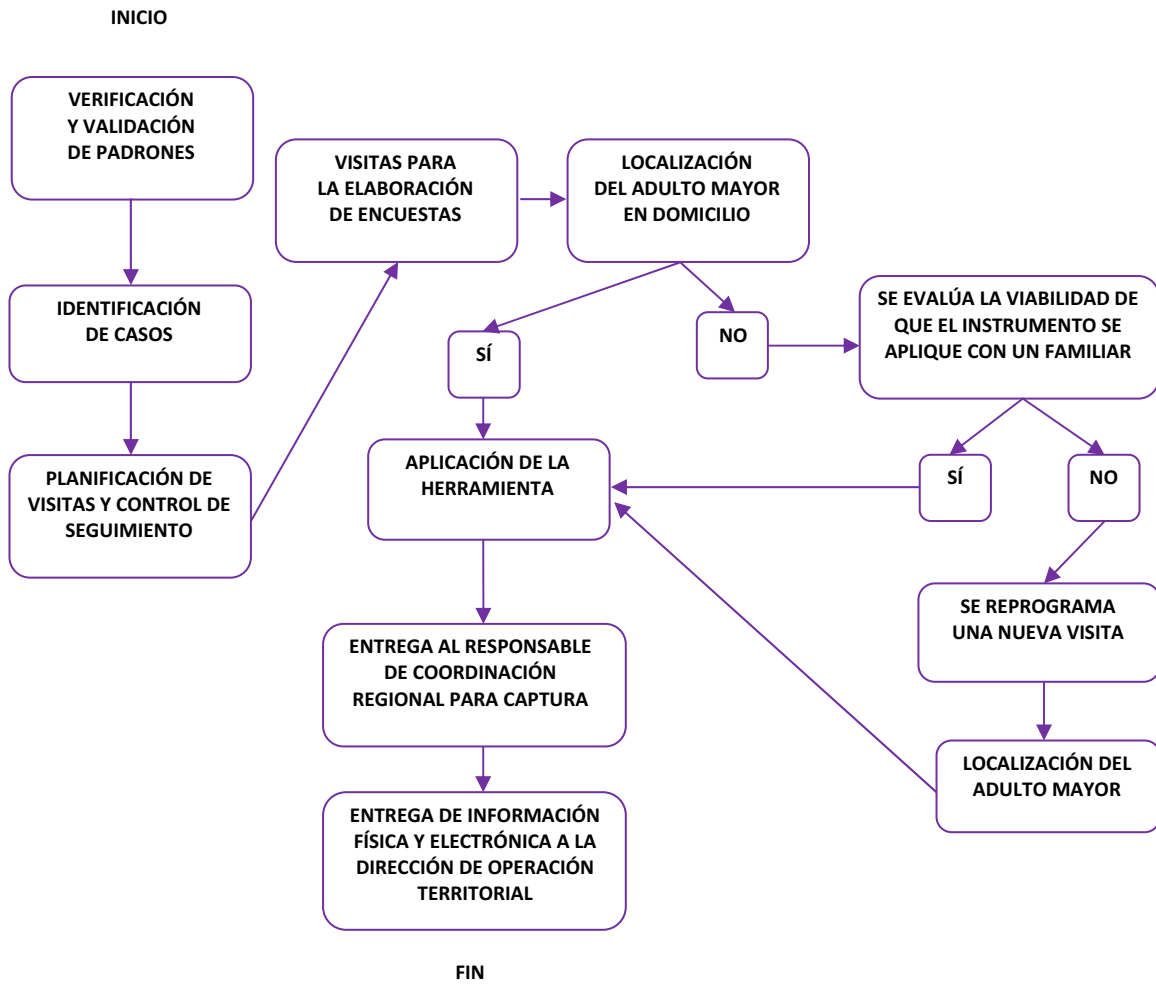 INICIO
VERIFICACIÓN
Y VALIDACIÓN
DE PADRONES
IDENTIFICACIÓN
DE CASOS
PLANIFICACIÓN DE
VISITAS Y CONTROL DE
SEGUIMIENTO
VISITAS PARA
LA ELABORACIÓN
DE ENCUESTAS
LOCALIZACIÓN
DEL ADULTO MAYOR
EN DOMICILIO
SÍ
NO
SE EVALÚA LA VIABILIDAD DE
QUE EL INSTRUMENTO SE
APLIQUE CON UN FAMILIAR
SÍ
NO
SE REPROGRAMA
UNA NUEVA VISITA
LOCALIZACIÓN DEL
ADULTO MAYOR
APLICACIÓN DE LA
HERRAMIENTA
ENTREGA AL RESPONSABLE
DE COORDINACIÓN
REGIONAL PARA CAPTURA
ENTREGA DE INFORMACIÓN
FÍSICA Y ELECTRÓNICA A LA
DIRECCIÓN DE OPERACIÓN
TERRITORIAL
FIN